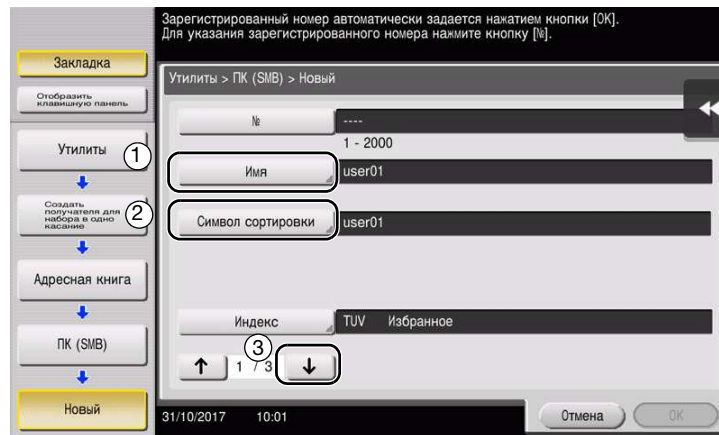 Зарегистрированный номер автоматически задается нажатием кнопки [OK].
Для указания зарегистрированного номера нажмите кнопку [№].
Закладка
Отобразить
клавишную панель
Утилиты
1
Создать
получателя для
набора в одно
касание
2
Адресная книга
ПК (SMB)
Новый
Утилиты > ПК (SMB) > Новый
№
----
1 - 2000
Имя
user01
Символ сортировки
user01
Индекс
TUV Избранное
3
↑ 1 / 3 ↓
31/10/2017 10:01
Отмена
OK